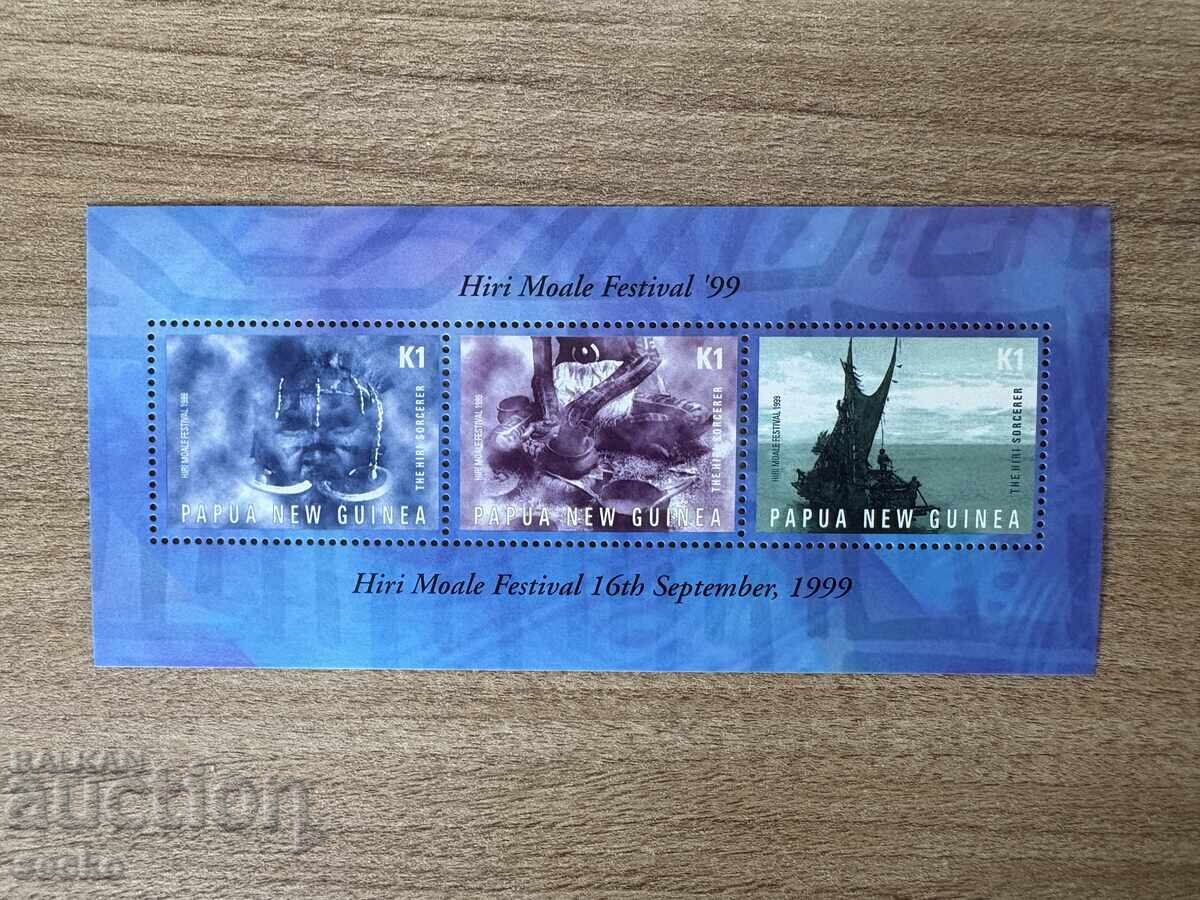 Hiri Moale Festival '99
K1
HIRI MOALE FESTIVAL 1999
THE HIRI SORCERER
PAPUA NEW GUINEA
K1
HIRI MOALE FESTIVAL 1999
THE HIRI SORCERER
PAPUA NEW GUINEA
K1
HIRI MOALE FESTIVAL 1999
THE HIRI SORCERER
PAPUA NEW GUINEA
Hiri Moale Festival 16th September, 1999
BALKAN
auction